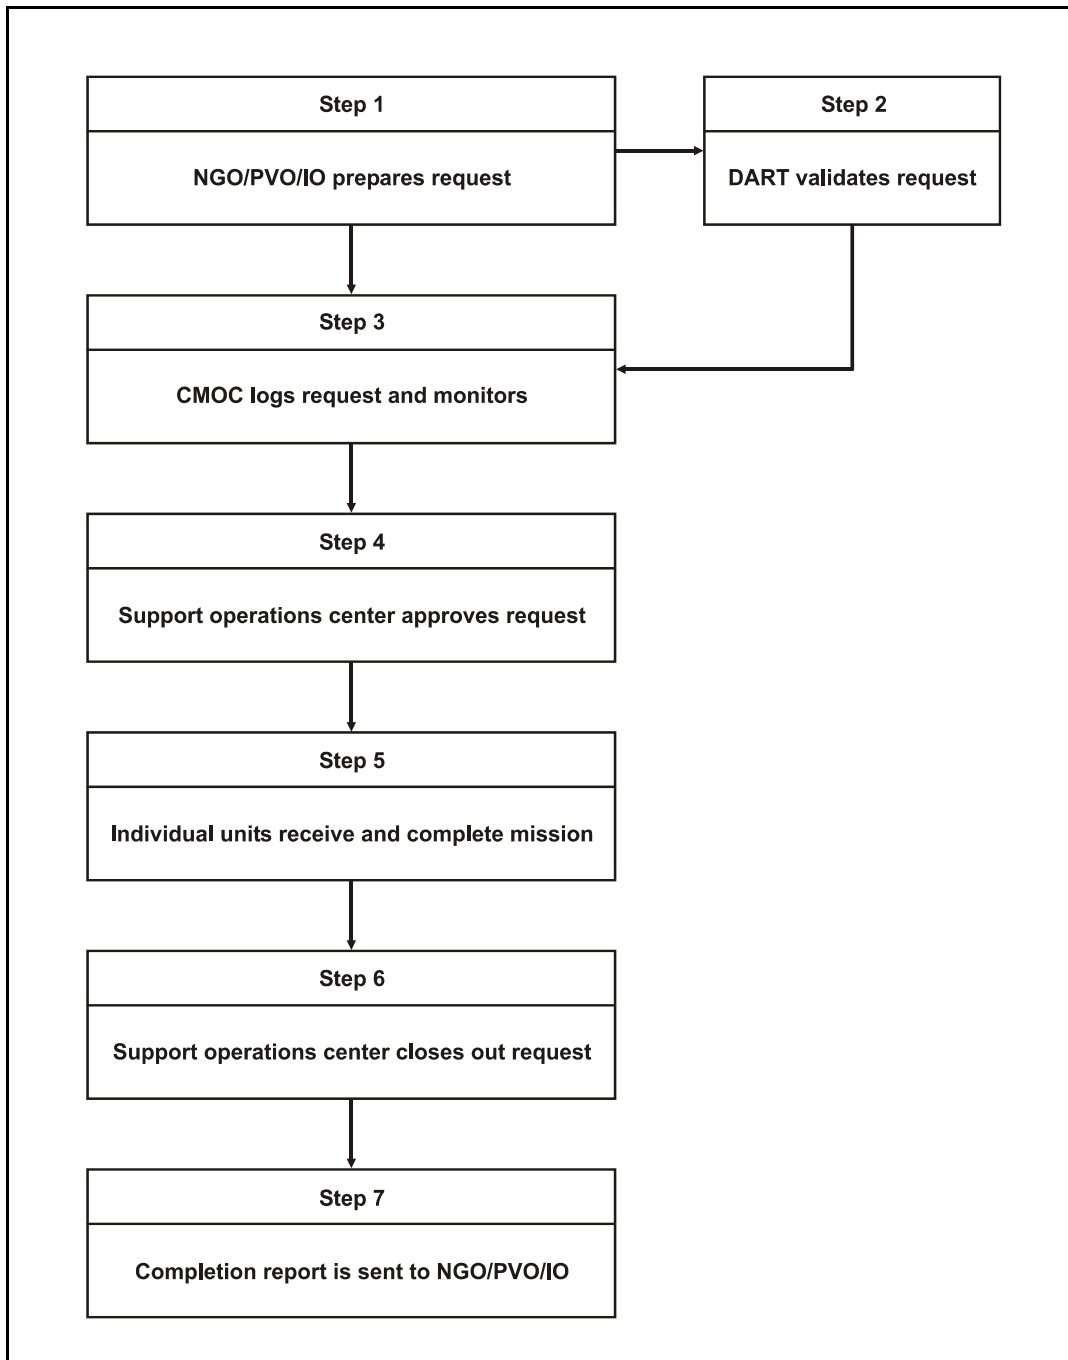 Step 1
NGO/PVO/IO prepares request
Step 2
DART validates request
Step 3
CMOC logs request and monitors
Step 4
Support operations center approves request
Step 5
Individual units receive and complete mission
Step 6
Support operations center closes out request
Step 7
Completion report is sent to NGO/PVO/IO